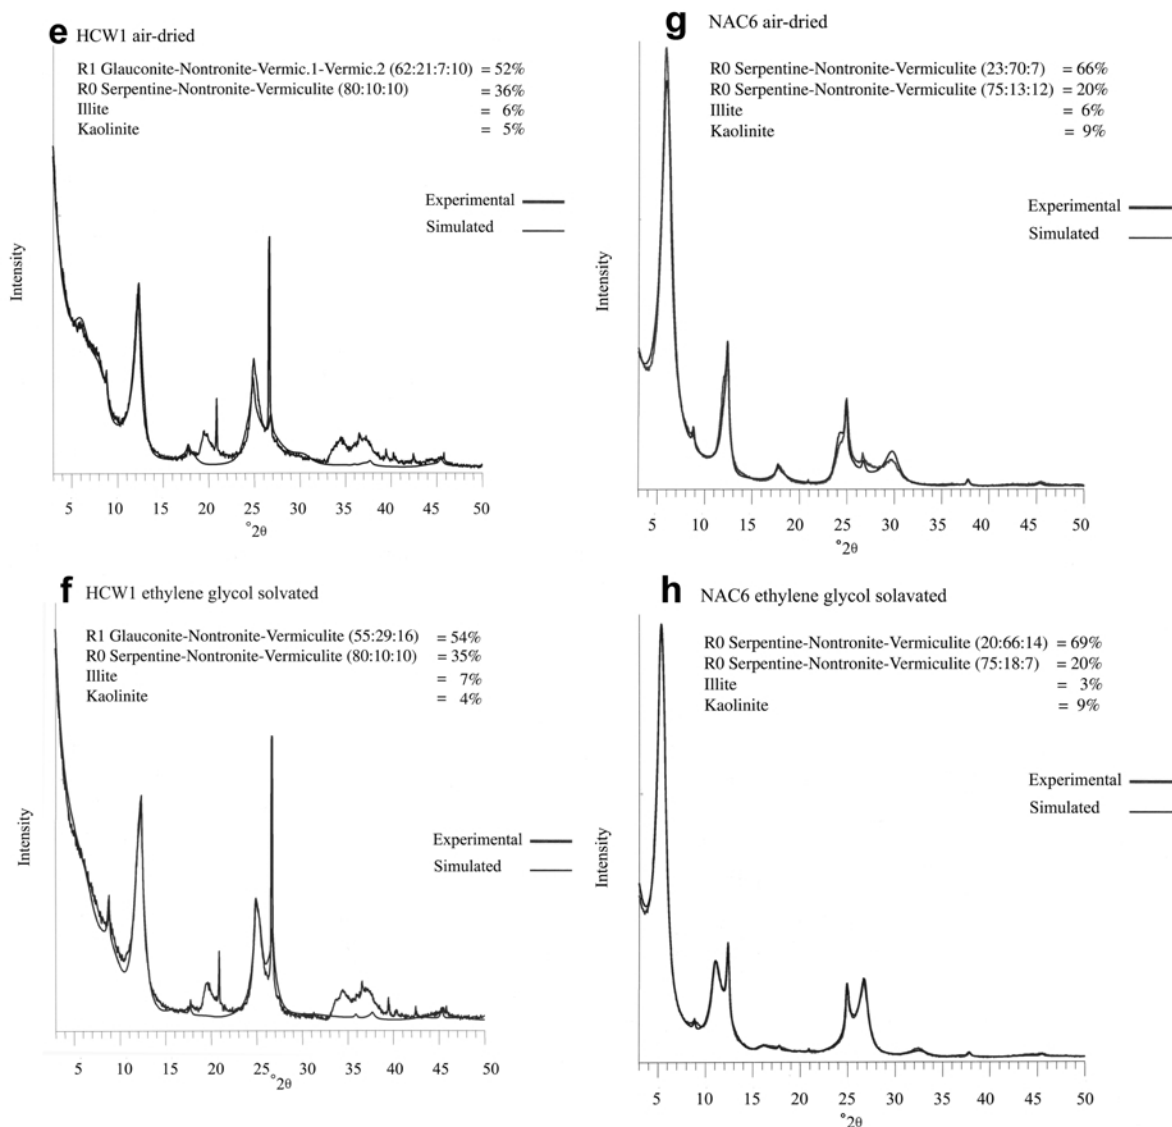 e HCW1 air-dried
R1 Glauconite-Nontronite-Vermic.1-Vermic.2 (62:21:7:10) = 52%
R0 Serpentine-Nontronite-Vermiculite (80:10:10) = 36%
Illite = 6%
Kaolinite = 5%
Experimental
Simulated
Intensity
5 10 15 20 25 30 35 40 45 50
°2θ
g NAC6 air-dried
R0 Serpentine-Nontronite-Vermiculite (23:70:7) = 66%
R0 Serpentine-Nontronite-Vermiculite (75:13:12) = 20%
Illite = 6%
Kaolinite = 9%
Experimental
Simulated
Intensity
5 10 15 20 25 30 35 40 45 50
°2θ
f HCW1 ethylene glycol solvated
R1 Glauconite-Nontronite-Vermiculite (55:29:16) = 54%
R0 Serpentine-Nontronite-Vermiculite (80:10:10) = 35%
Illite = 7%
Kaolinite = 4%
Experimental
Simulated
Intensity
5 10 15 20 25 30 35 40 45 50
°2θ
h NAC6 ethylene glycol solavated
R0 Serpentine-Nontronite-Vermiculite (20:66:14) = 69%
R0 Serpentine-Nontronite-Vermiculite (75:18:7) = 20%
Illite = 3%
Kaolinite = 9%
Experimental
Simulated
Intensity
5 10 15 20 25 30 35 40 45 50
°2θ